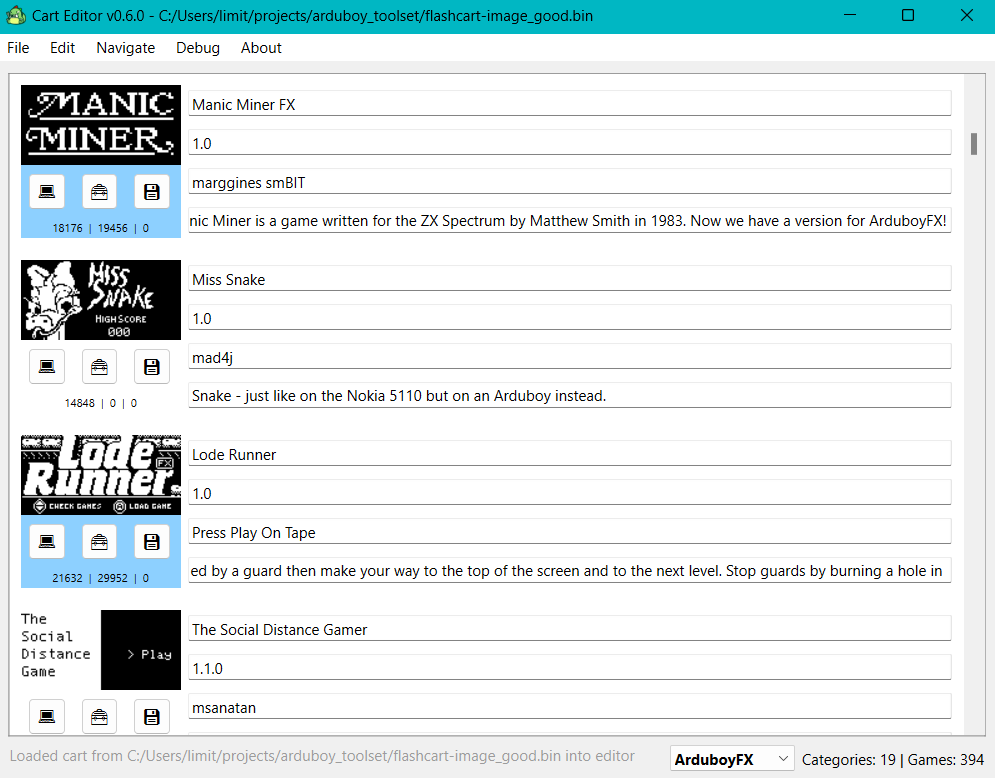 Cart Editor v0.6.0 - C:/Users/limit/projects/arduboy_toolset/flashcart-image_good.bin
File Edit Navigate Debug About
MANIC
MINER
Manic Miner FX
1.0
marggines smBIT
nic Miner is a game written for the ZX Spectrum by Matthew Smith in 1983. Now we have a version for ArduboyFX!
18176 | 19456 | 0
MISS
SNAKE
HIGH SCORE
000
Miss Snake
1.0
mad4j
Snake - just like on the Nokia 5110 but on an Arduboy instead.
14848 | 0 | 0
Lode
Runner FX
CHECK GAMES LOAD GAME
Lode Runner
1.0
Press Play On Tape
ed by a guard then make your way to the top of the screen and to the next level. Stop guards by burning a hole in
21632 | 29952 | 0
The
Social
Distance
Game
> Play
The Social Distance Gamer
1.1.0
msanatan
Loaded cart from C:/Users/limit/projects/arduboy_toolset/flashcart-image_good.bin into editor
ArduboyFX
Categories: 19 | Games: 394